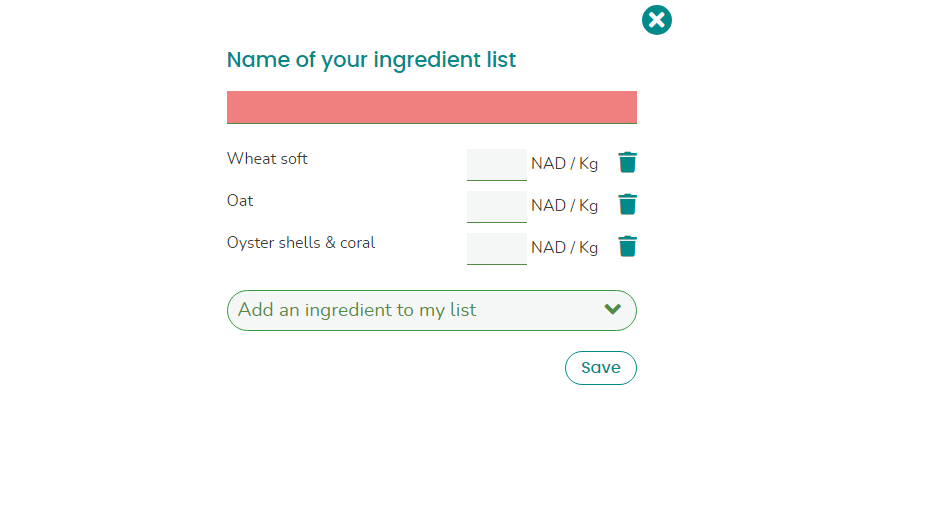 Name of your ingredient list
Wheat soft NAD / Kg
Oat NAD / Kg
Oyster shells & coral NAD / Kg
Add an ingredient to my list
Save